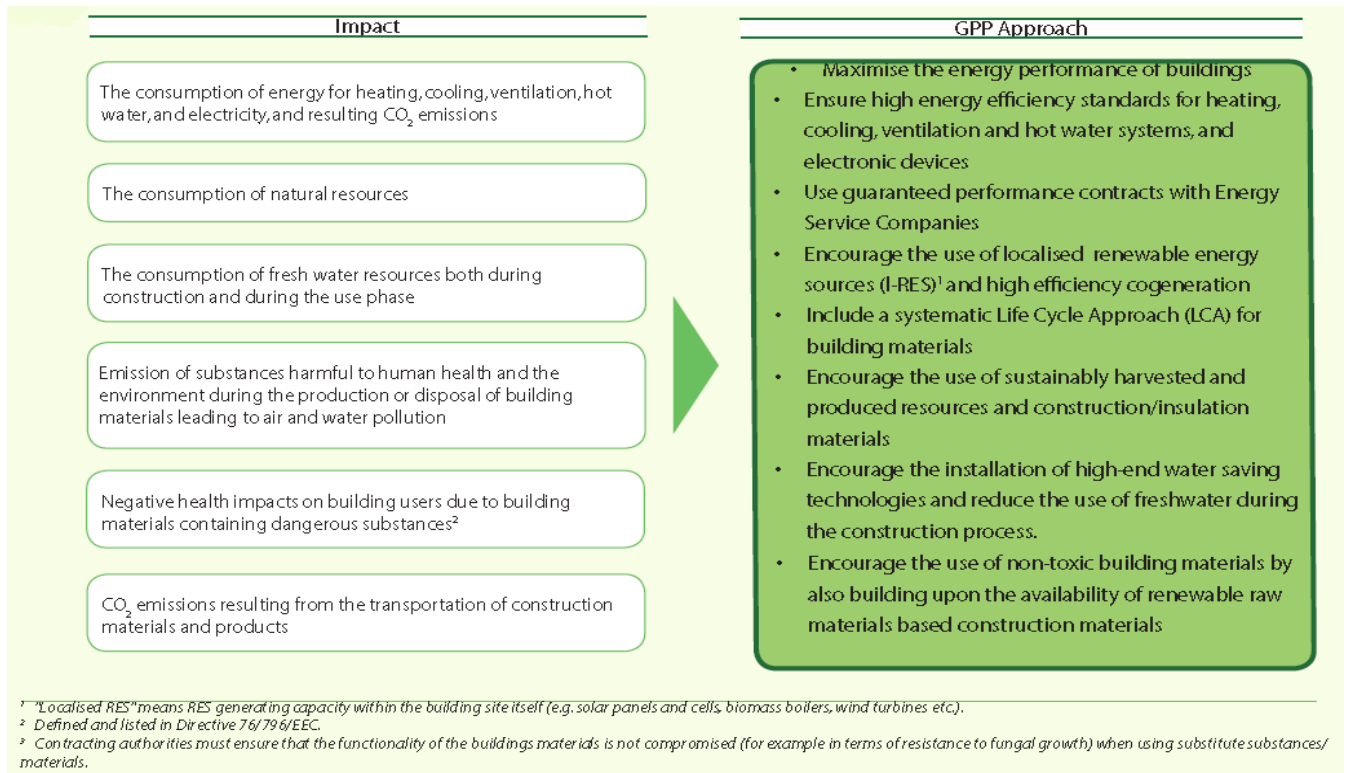 Impact
The consumption of energy for heating, cooling, ventilation, hot
water, and electricity, and resulting CO₂ emissions
The consumption of natural resources
The consumption of fresh water resources both during
construction and during the use phase
Emission of substances harmful to human health and the
environment during the production or disposal of building
materials leading to air and water pollution
Negative health impacts on building users due to building
materials containing dangerous substances²
CO₂ emissions resulting from the transportation of construction
materials and products
GPP Approach
• Maximise the energy performance of buildings
• Ensure high energy efficiency standards for heating,
cooling, ventilation and hot water systems, and
electronic devices
• Use guaranteed performance contracts with Energy
Service Companies
• Encourage the use of localised renewable energy
sources (l-RES)¹ and high efficiency cogeneration
• Include a systematic Life Cycle Approach (LCA) for
building materials
• Encourage the use of sustainably harvested and
produced resources and construction/insulation
materials
• Encourage the installation of high-end water saving
technologies and reduce the use of freshwater during
the construction process.
• Encourage the use of non-toxic building materials by
also building upon the availability of renewable raw
materials based construction materials
¹ "Localised RES" means RES generating capacity within the building site itself (e.g. solar panels and cells, biomass boilers, wind turbines etc.).
² Defined and listed in Directive 76/796/EEC.
³ Contracting authorities must ensure that the functionality of the buildings materials is not compromised (for example in terms of resistance to fungal growth) when using substitute substances/
materials.